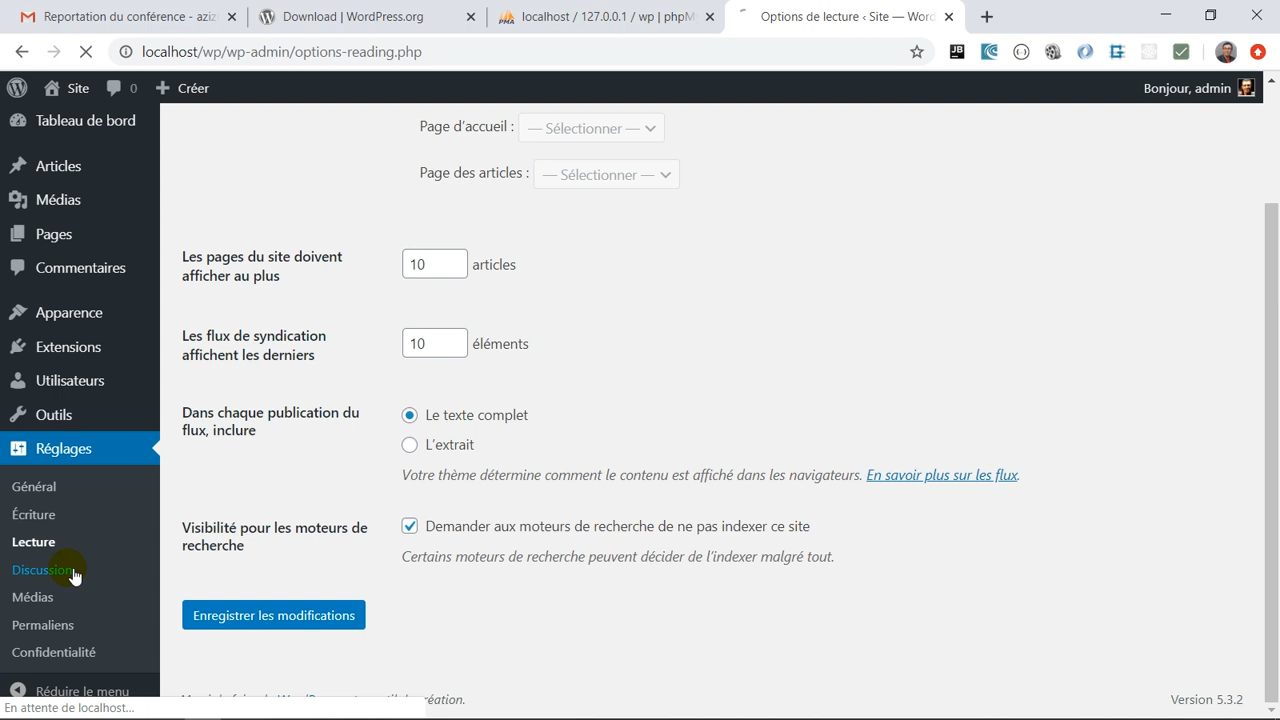 Reportation du conférence - aziz
Download | WordPress.org
localhost / 127.0.0.1 / wp | phpM
Options de lecture ‹ Site — Word
localhost/wp/wp-admin/options-reading.php
Site 0 Créer
Bonjour, admin
Tableau de bord
Articles
Médias
Pages
Commentaires
Apparence
Extensions
Utilisateurs
Outils
Réglages
Général
Écriture
Lecture
Discussion
Médias
Permaliens
Confidentialité
Réduire le menu
Page d'accueil : — Sélectionner —
Page des articles : — Sélectionner —
Les pages du site doivent
afficher au plus
10 articles
Les flux de syndication
affichent les derniers
10 éléments
Dans chaque publication du
flux, inclure
Le texte complet
L'extrait
Votre thème détermine comment le contenu est affiché dans les navigateurs. En savoir plus sur les flux.
Visibilité pour les moteurs de
recherche
Demander aux moteurs de recherche de ne pas indexer ce site
Certains moteurs de recherche peuvent décider de l'indexer malgré tout.
Enregistrer les modifications
éation.
Version 5.3.2
En attente de localhost...